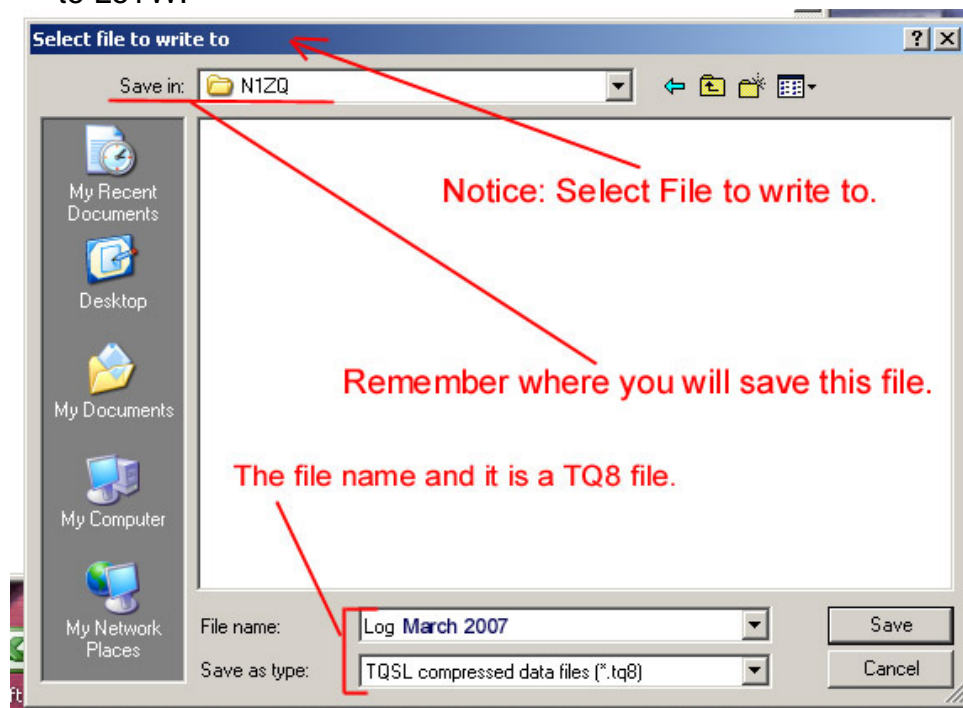 Select file to write to
? X
Save in: N1ZQ
Notice: Select File to write to.
My Recent
Documents
Desktop
Remember where you will save this file.
My Documents
The file name and it is a TQ8 file.
My Computer
My Network
Places
File name: Log March 2007
Save
Save as type: TQSL compressed data files (*.tq8)
Cancel
ft